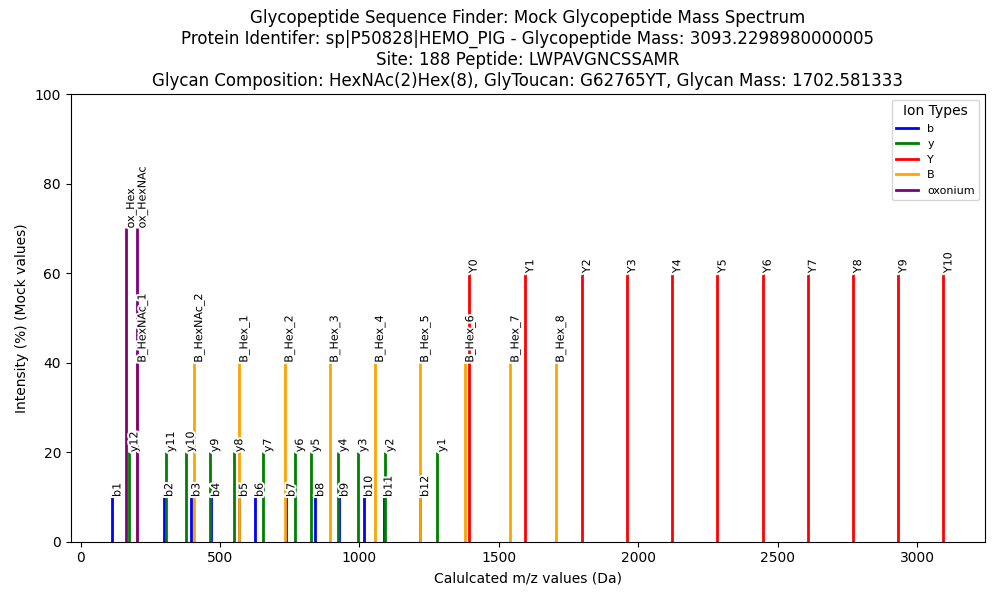 Glycopeptide Sequence Finder: Mock Glycopeptide Mass Spectrum
Protein Identifer: sp|P50828|HEMO_PIG - Glycopeptide Mass: 3093.2298980000005
Site: 188 Peptide: LWPAVGNCSSAMR
Glycan Composition: HexNAc(2)Hex(8), GlyToucan: G62765YT, Glycan Mass: 1702.581333
Intensity (%) (Mock values)
100
80
60
40
20
0
Ion Types
b
y
Y
B
oxonium
ox_Hex
ox_HexNAc
Y0
Y1
Y2
Y3
Y4
Y5
Y6
Y7
Y8
Y9
Y10
B_HexNAc_1
B_HexNAc_2
B_Hex_1
B_Hex_2
B_Hex_3
B_Hex_4
B_Hex_5
B_Hex_6
B_Hex_7
B_Hex_8
y12
y11
y10
y9
y8
y7
y6
y5
y4
y3
y2
y1
b1
b2
b3
b4
b5
b6
b7
b8
b9
b10
b11
b12
0
500
1000
1500
2000
2500
3000
Calulcated m/z values (Da)